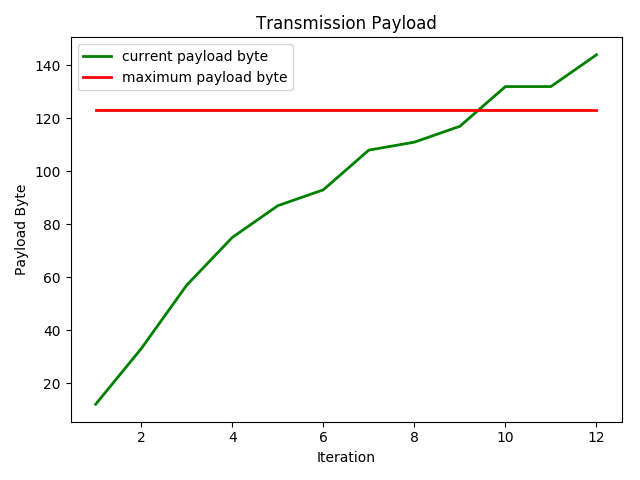 Transmission Payload
current payload byte
maximum payload byte
140
120
100
80
60
40
20
Payload Byte
2 4 6 8 10 12
Iteration